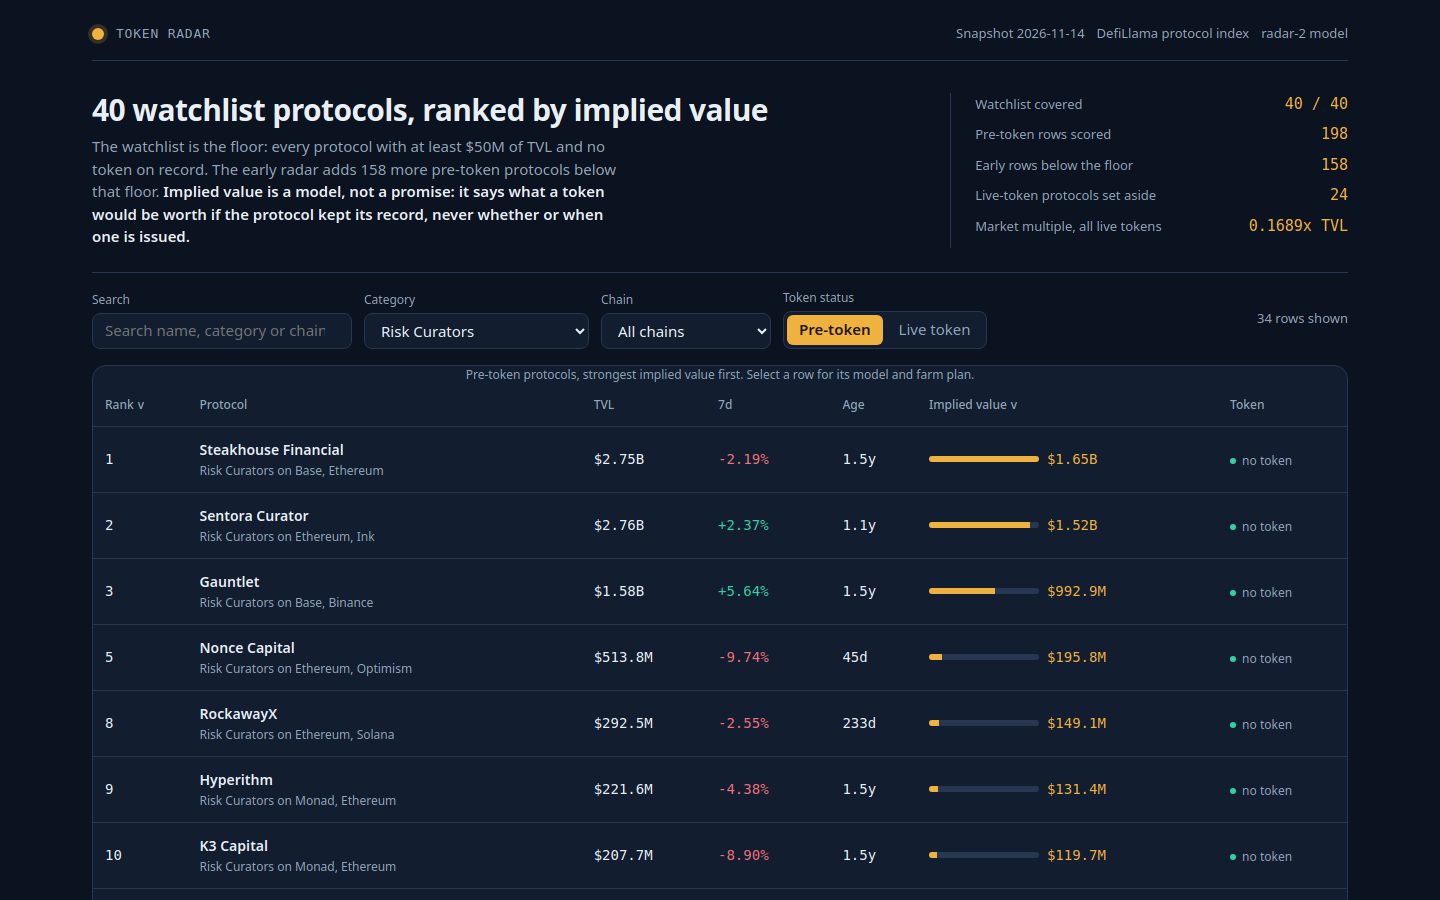 TOKEN RADAR
Snapshot 2026-11-14 DefiLlama protocol index radar-2 model
40 watchlist protocols, ranked by implied value
The watchlist is the floor: every protocol with at least $50M of TVL and no
token on record. The early radar adds 158 more pre-token protocols below
that floor. Implied value is a model, not a promise: it says what a token
would be worth if the protocol kept its record, never whether or when
one is issued.
Watchlist covered 40 / 40
Pre-token rows scored 198
Early rows below the floor 158
Live-token protocols set aside 24
Market multiple, all live tokens 0.1689x TVL
Search Category Chain Token status
Search name, category or chain Risk Curators All chains Pre-token Live token
34 rows shown
Pre-token protocols, strongest implied value first. Select a row for its model and farm plan.
Rank v Protocol TVL 7d Age Implied value v Token
1 Steakhouse Financial $2.75B -2.19% 1.5y $1.65B no token
Risk Curators on Base, Ethereum
2 Sentora Curator $2.76B +2.37% 1.1y $1.52B no token
Risk Curators on Ethereum, Ink
3 Gauntlet $1.58B +5.64% 1.5y $992.9M no token
Risk Curators on Base, Binance
5 Nonce Capital $513.8M -9.74% 45d $195.8M no token
Risk Curators on Ethereum, Optimism
8 RockawayX $292.5M -2.55% 233d $149.1M no token
Risk Curators on Ethereum, Solana
9 Hyperithm $221.6M -4.38% 1.5y $131.4M no token
Risk Curators on Monad, Ethereum
10 K3 Capital $207.7M -8.90% 1.5y $119.7M no token
Risk Curators on Monad, Ethereum